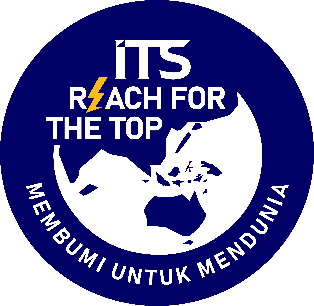 ITS
REACH FOR
THE TOP
MEMBUMI UNTUK MENDUNIA